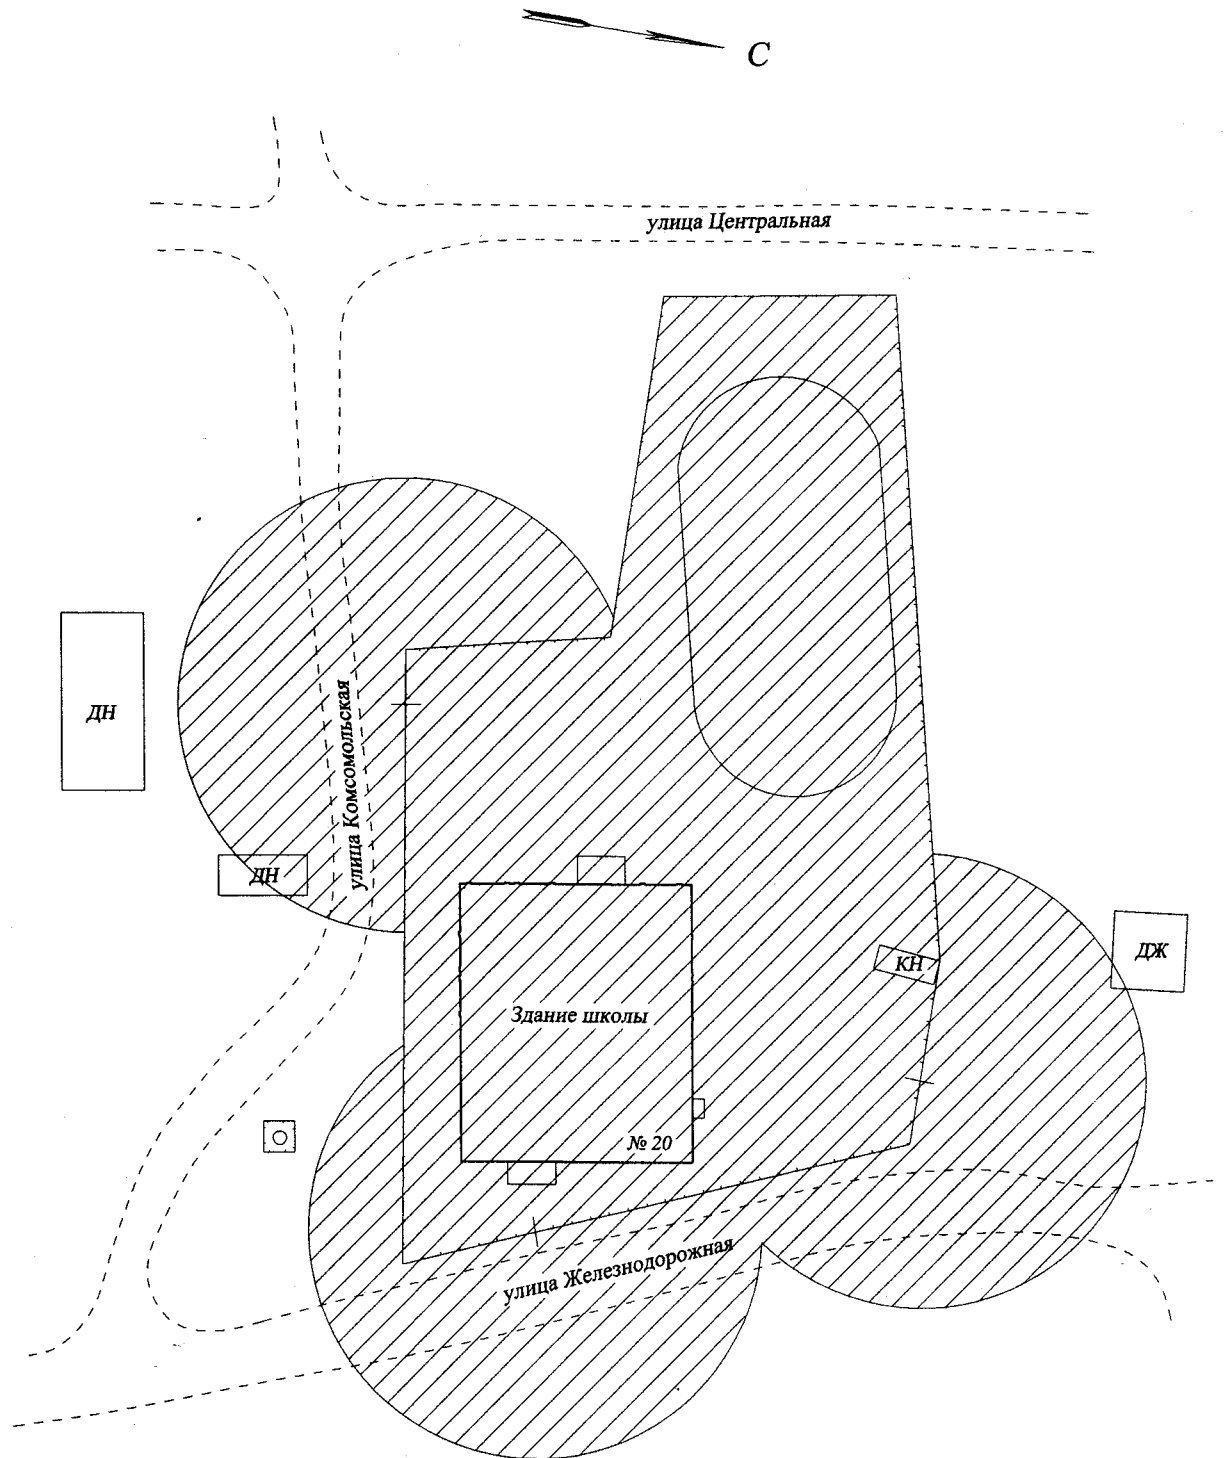 С
улица Центральная
ДН
улица Комсомольская
ДН
КН
ДЖ
Здание школы
№ 20
улица Железнодорожная